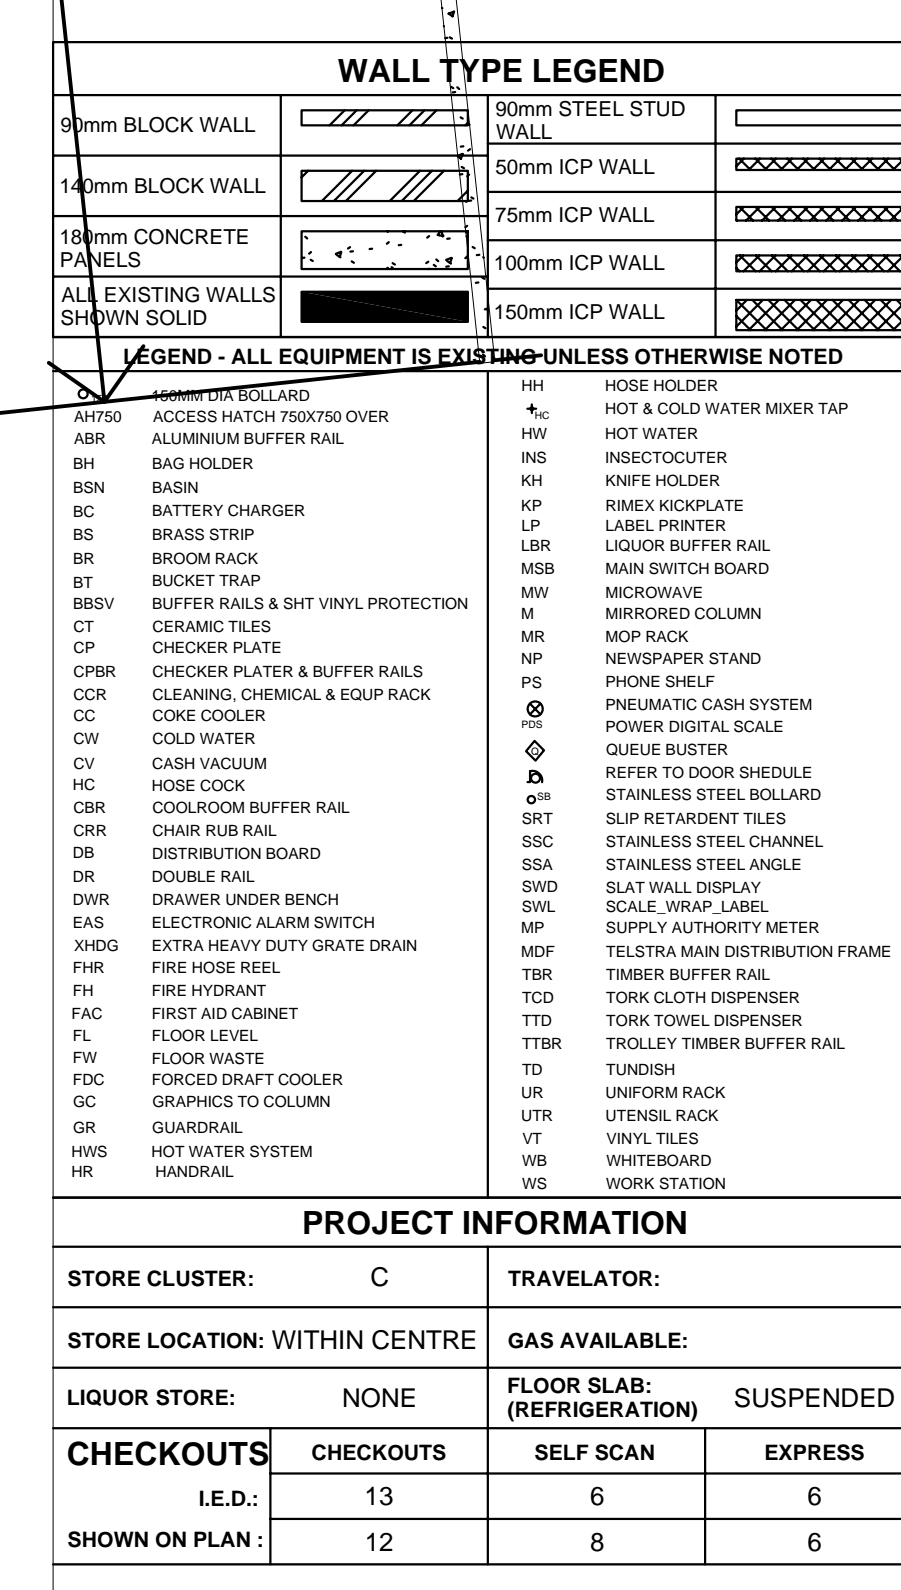 WALL TYPE LEGEND
90mm BLOCK WALL
140mm BLOCK WALL
180mm CONCRETE
PANELS
ALL EXISTING WALLS
SHOWN SOLID
90mm STEEL STUD
WALL
50mm ICP WALL
75mm ICP WALL
100mm ICP WALL
150mm ICP WALL
LEGEND - ALL EQUIPMENT IS EXISTING UNLESS OTHERWISE NOTED
150MM DIA BOLLARD
AH750 ACCESS HATCH 750X750 OVER
ABR ALUMINIUM BUFFER RAIL
BH BAG HOLDER
BSN BASIN
BC BATTERY CHARGER
BS BRASS STRIP
BR BROOM RACK
BT BUCKET TRAP
BBSV BUFFER RAILS & SHT VINYL PROTECTION
CT CERAMIC TILES
CP CHECKER PLATE
CPBR CHECKER PLATER & BUFFER RAILS
CCR CLEANING, CHEMICAL & EQUP RACK
CC COKE COOLER
CW COLD WATER
CV CASH VACUUM
HC HOSE COCK
CBR COOLROOM BUFFER RAIL
CRR CHAIR RUB RAIL
DB DISTRIBUTION BOARD
DR DOUBLE RAIL
DWR DRAWER UNDER BENCH
EAS ELECTRONIC ALARM SWITCH
XHDG EXTRA HEAVY DUTY GRATE DRAIN
FHR FIRE HOSE REEL
FH FIRE HYDRANT
FAC FIRST AID CABINET
FL FLOOR LEVEL
FW FLOOR WASTE
FDC FORCED DRAFT COOLER
GC GRAPHICS TO COLUMN
GR GUARDRAIL
HWS HOT WATER SYSTEM
HR HANDRAIL
HH HOSE HOLDER
HC HOT & COLD WATER MIXER TAP
HW HOT WATER
INS INSECTOCUTER
KH KNIFE HOLDER
KP RIMEX KICKPLATE
LP LABEL PRINTER
LBR LIQUOR BUFFER RAIL
MSB MAIN SWITCH BOARD
MW MICROWAVE
M MIRRORED COLUMN
MR MOP RACK
NP NEWSPAPER STAND
PS PHONE SHELF
PNEUMATIC CASH SYSTEM
PDS POWER DIGITAL SCALE
Q QUEUE BUSTER
REFER TO DOOR SHEDULE
SB STAINLESS STEEL BOLLARD
SRT SLIP RETARDENT TILES
SSC STAINLESS STEEL CHANNEL
SSA STAINLESS STEEL ANGLE
SWD SLAT WALL DISPLAY
SWL SCALE_WRAP_LABEL
MP SUPPLY AUTHORITY METER
MDF TELSTRA MAIN DISTRIBUTION FRAME
TBR TIMBER BUFFER RAIL
TCD TORK CLOTH DISPENSER
TTD TORK TOWEL DISPENSER
TTBR TROLLEY TIMBER BUFFER RAIL
TD TUNDISH
UR UNIFORM RACK
UTR UTENSIL RACK
VT VINYL TILES
WB WHITEBOARD
WS WORK STATION
PROJECT INFORMATION
STORE CLUSTER: C TRAVELATOR:
STORE LOCATION: WITHIN CENTRE GAS AVAILABLE:
LIQUOR STORE: NONE
FLOOR SLAB:
(REFRIGERATION) SUSPENDED
CHECKOUTS CHECKOUTS SELF SCAN EXPRESS
I.E.D.: 13 6 6
SHOWN ON PLAN : 12 8 6